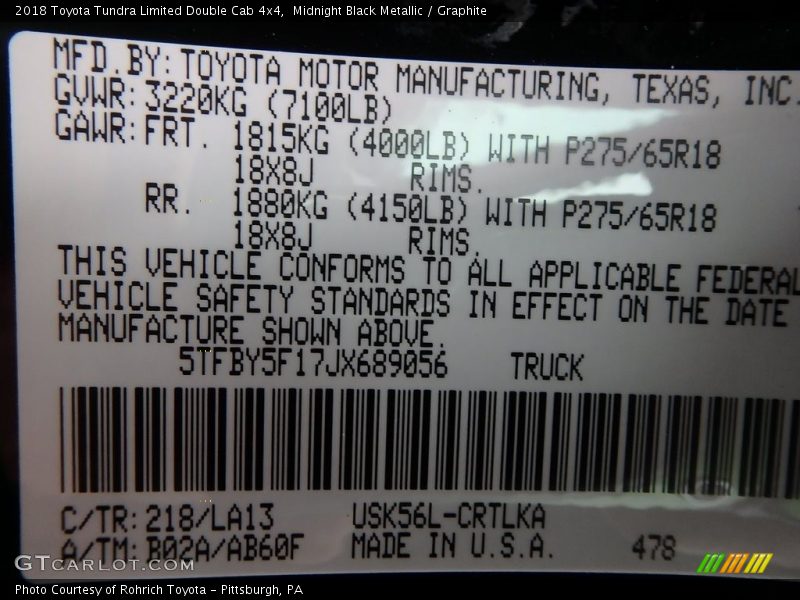 2018 Toyota Tundra Limited Double Cab 4x4,  Midnight Black Metallic / Graphite
MFD.BY: TOYOTA MOTOR MANUFACTURING, TEXAS, INC.
GVWR: 3220KG (7100LB)
GAWR: FRT. 1815KG (4000LB) WITH P275/65R18
18X8J RIMS.
RR. 1880KG (4150LB) WITH P275/65R18
18X8J RIMS.
THIS VEHICLE CONFORMS TO ALL APPLICABLE FEDERAL
VEHICLE SAFETY STANDARDS IN EFFECT ON THE DATE
MANUFACTURE SHOWN ABOVE.
5TFBY5F17JX689056 TRUCK
C/TR: 218/LA13 USK56L-CRTLKA
A/TM: B02A/AB60F MADE IN U.S.A. 478
GTCARLOT.COM
Photo Courtesy of Rohrich Toyota - Pittsburgh, PA